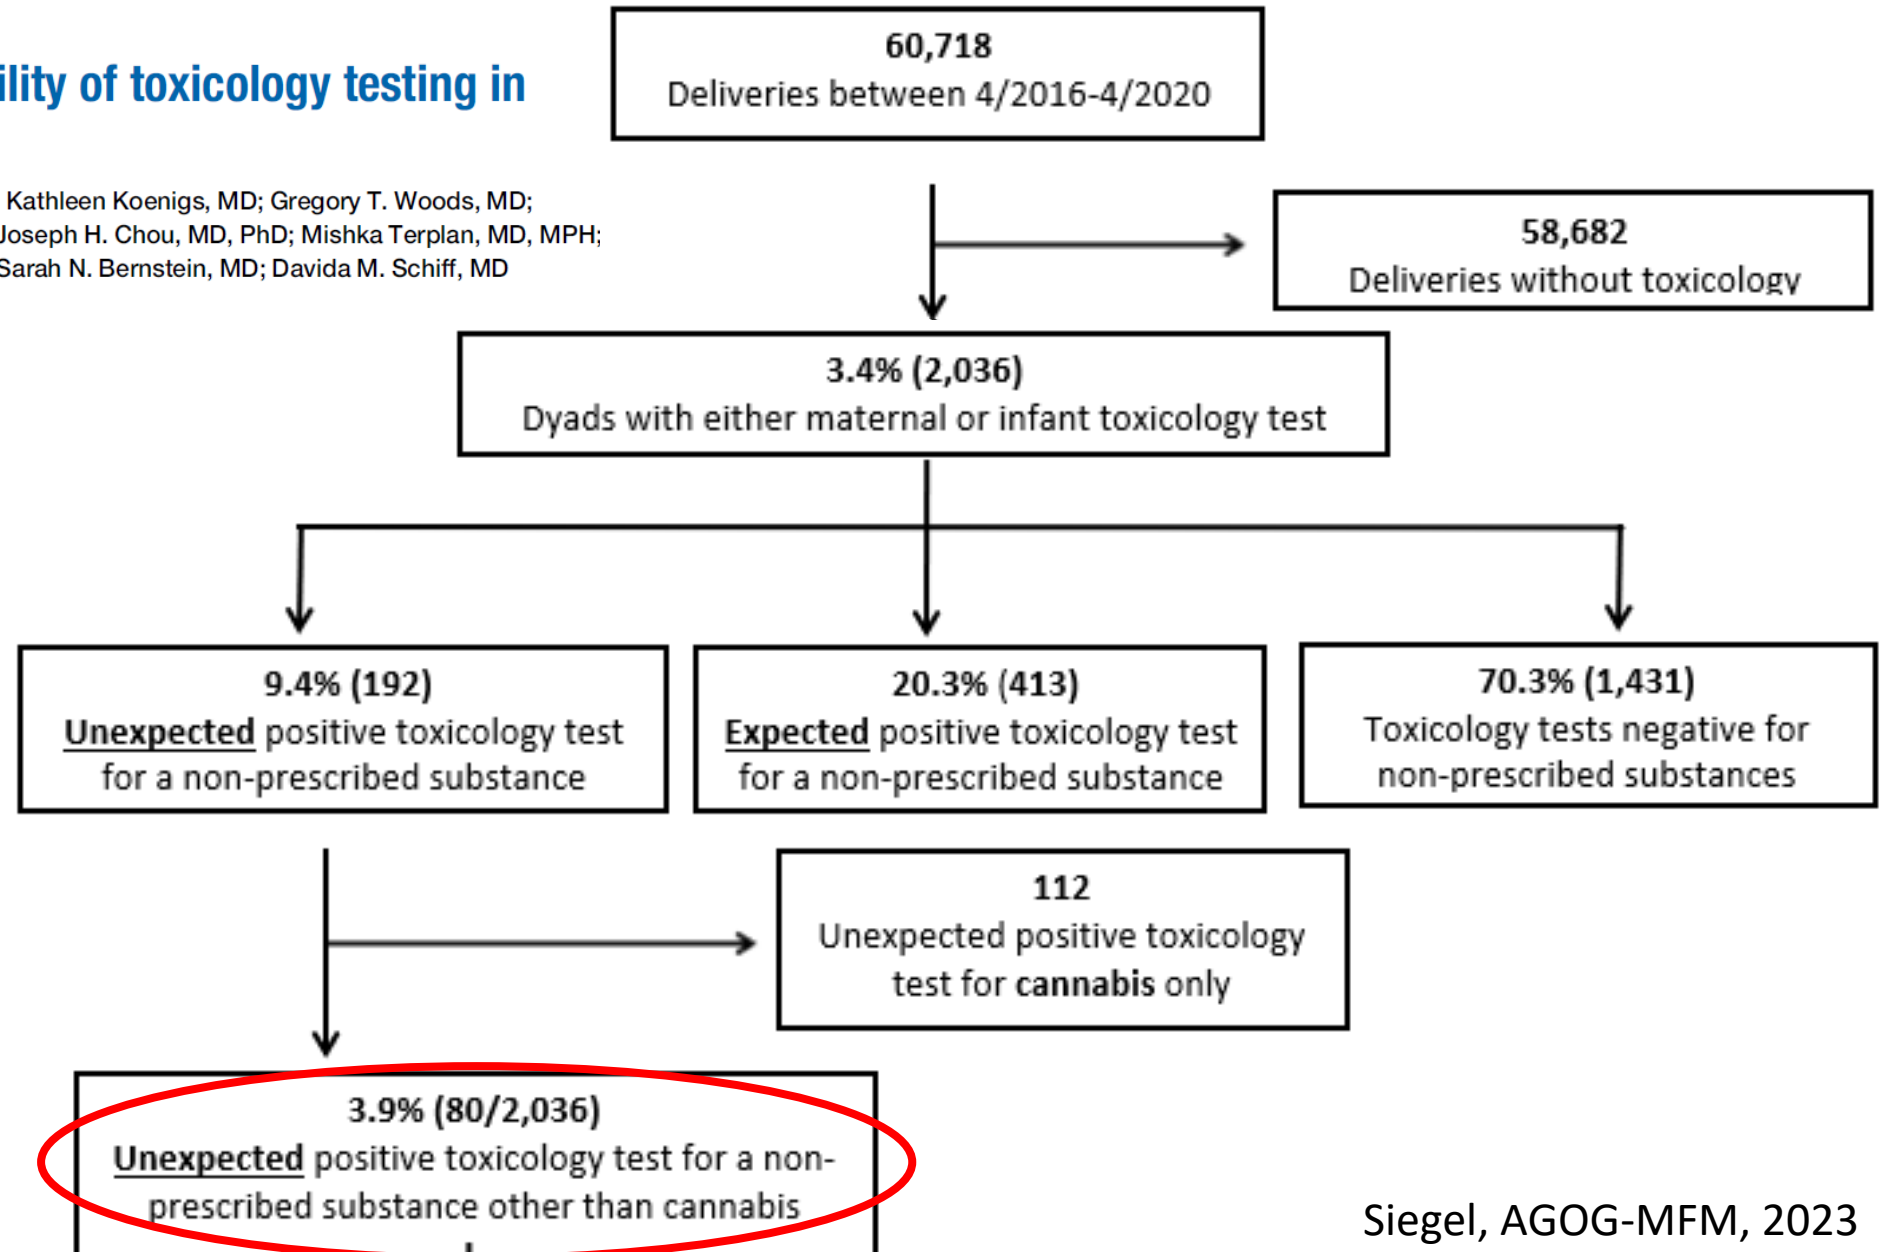 60,718
Deliveries between 4/2016-4/2020
ility of toxicology testing in
Kathleen Koenigs, MD; Gregory T. Woods, MD;
Joseph H. Chou, MD, PhD; Mishka Terplan, MD, MPH;
Sarah N. Bernstein, MD; Davida M. Schiff, MD
58,682
Deliveries without toxicology
3.4% (2,036)
Dyads with either maternal or infant toxicology test
9.4% (192)
Unexpected positive toxicology test
for a non-prescribed substance
20.3% (413)
Expected positive toxicology test
for a non-prescribed substance
70.3% (1,431)
Toxicology tests negative for
non-prescribed substances
112
Unexpected positive toxicology
test for cannabis only
3.9% (80/2,036)
Unexpected positive toxicology test for a non-
prescribed substance other than cannabis
Siegel, AGOG-MFM, 2023